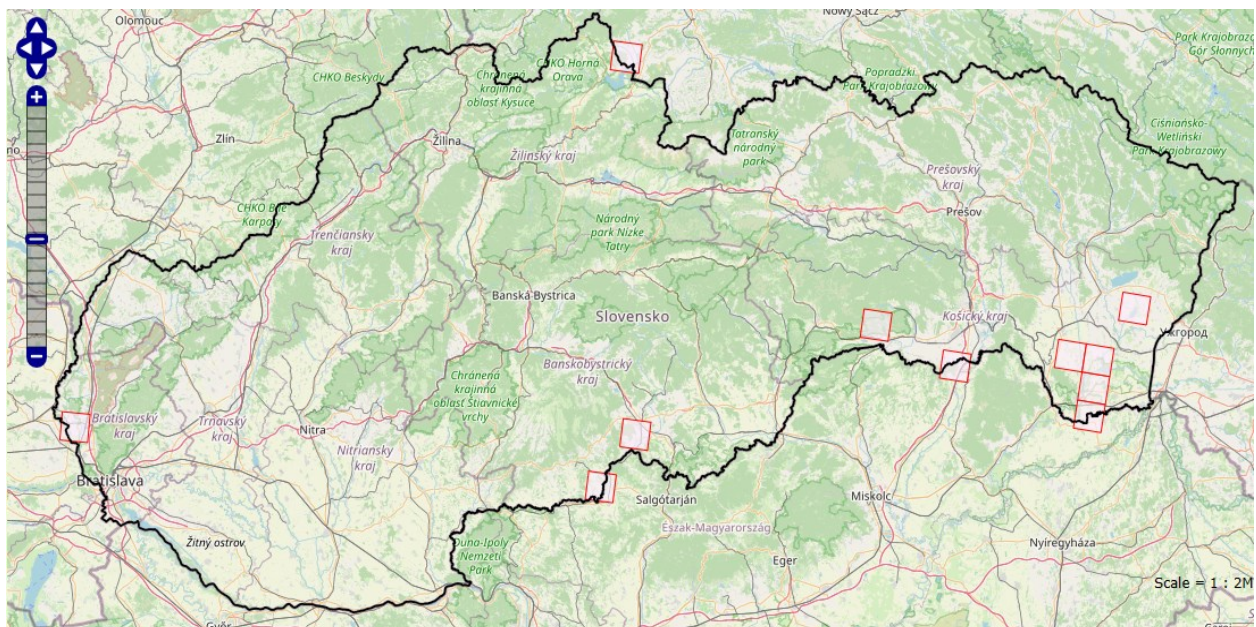 Olomouc
Nowy Sącz
Park Krajobrazowy
Gór Słonnych
CHKO Beskydy
Chránená
krajinná
oblasť Kysuce
CHKO Horná
Orava
Popradzki
Park Krajobrazowy
Ciśniańsko-
Wetliński
Park Krajobrazowy
Zlín
Žilina
Žilinský kraj
Tatranský
národný
park
Prešovský
kraj
Prešov
CHKO Biele
Karpaty
Trenčiansky
kraj
Národný
park Nízke
Tatry
Banská Bystrica
Slovensko
Košický kraj
Ужгород
Banskobystrický
kraj
Chránená
krajinná
oblasť Štiavnické
vrchy
Bratislavský
kraj
Trnavský
kraj
Nitra
Nitriansky
kraj
Bratislava
Salgótarján
Miskolc
Észak-Magyarország
Žitný ostrov
Duna-Ipoly
Nemzeti
Park
Eger
Nyíregyháza
Scale = 1 : 2M
Győr